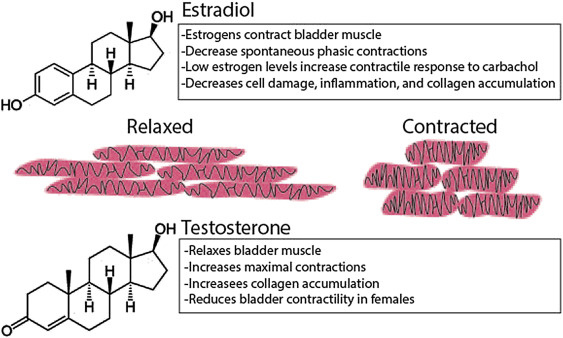 Estradiol
OH
-Estrogens contract bladder muscle
-Decrease spontaneous phasic contractions
-Low estrogen levels increase contractile response to carbachol
-Decreases cell damage, inflammation, and collagen accumulation
H
H
H
HO
Relaxed
Contracted
OH
Testosterone
-Relaxes bladder muscle
-Increases maximal contractions
-Increasees collagen accumulation
-Reduces bladder contractility in females
H
H
H
O